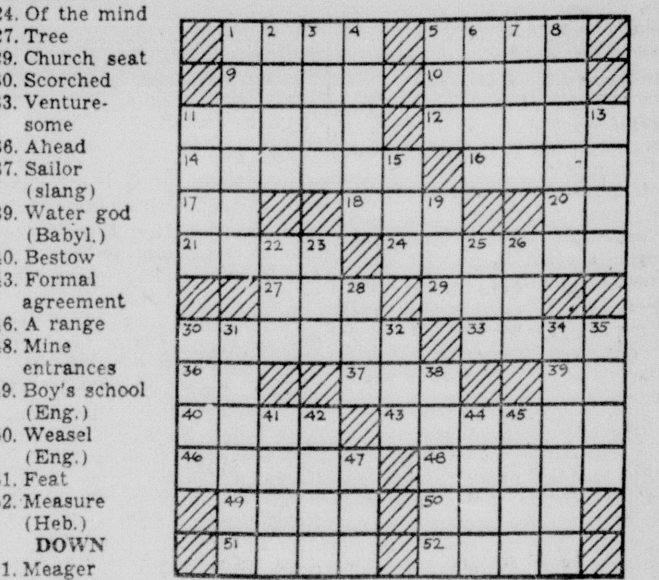 24. Of the mind
27. Tree
29. Church seat
30. Scorched
33. Venture-
some
36. Ahead
37. Sailor
(slang)
39. Water god
(Babyl.)
40. Bestow
43. Formal
agreement
46. A range
48. Mine
entrances
49. Boy's school
(Eng.)
50. Weasel
(Eng.)
51. Feat
52. Measure
(Heb.)
DOWN
1. Meager
1 2 3 4 5 6 7 8
9 10
11 12 13
14 15 16
17 18 19 20
21 22 23 24 25 26
27 28 29
30 31 32 33 34 35
36 37 38 39
40 41 42 43 44 45
46 47 48
49 50
51 52